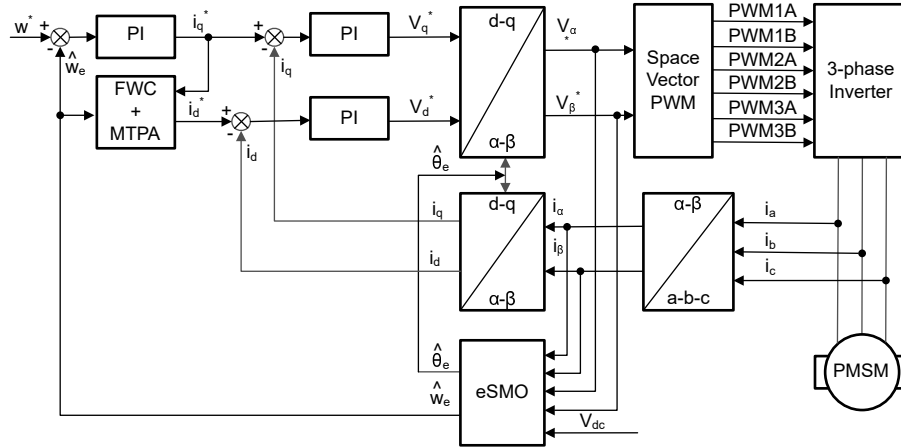 w*
+
-
ŵe
PI
iq*
+
-
iq
PI
Vq*
d-q
α-β
Vα*
Vβ*
Space
Vector
PWM
PWM1A
PWM1B
PWM2A
PWM2B
PWM3A
PWM3B
3-phase
Inverter
FWC
+
MTPA
id*
+
-
id
PI
Vd*
θ̂e
iq
id
d-q
α-β
iα
iβ
α-β
a-b-c
ia
ib
ic
θ̂e
ŵe
eSMO
Vdc
PMSM